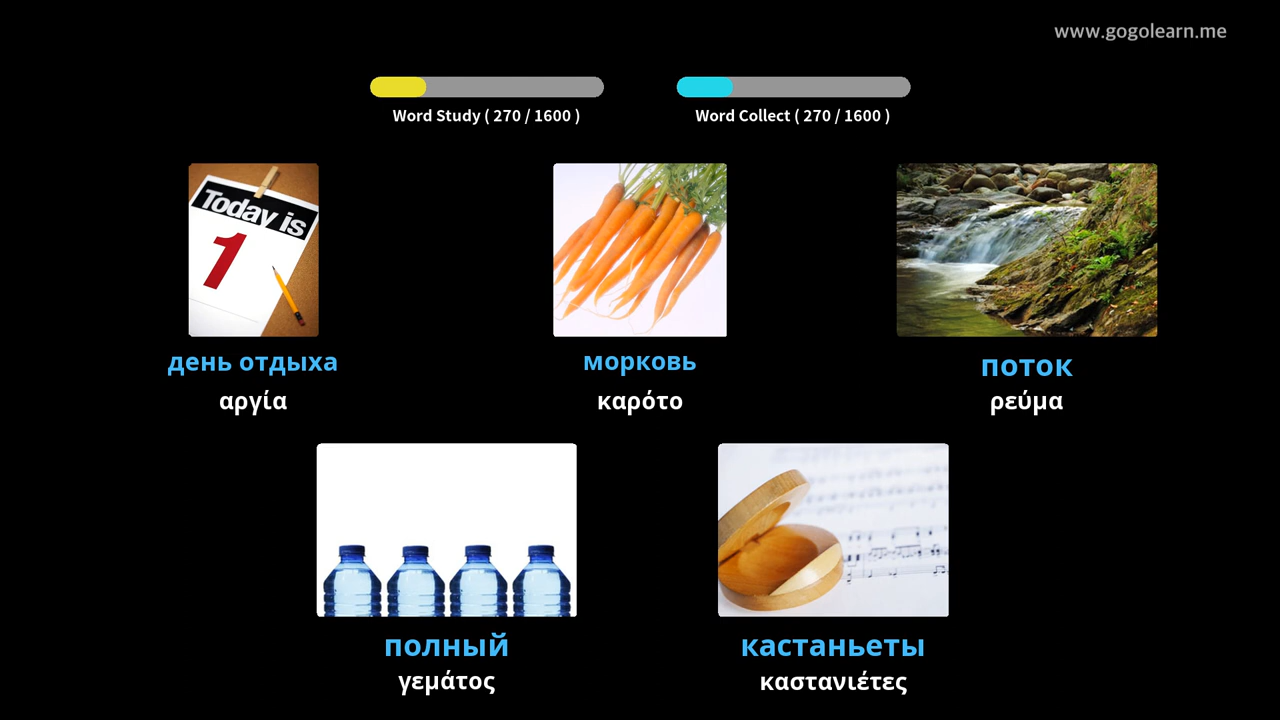 www.gogolearn.me
Word Study ( 270 / 1600 )
Word Collect ( 270 / 1600 )
Today is
1
день отдыха
αργία
морковь
καρότο
поток
ρεύμα
полный
γεμάτος
кастаньеты
καστανιέτες